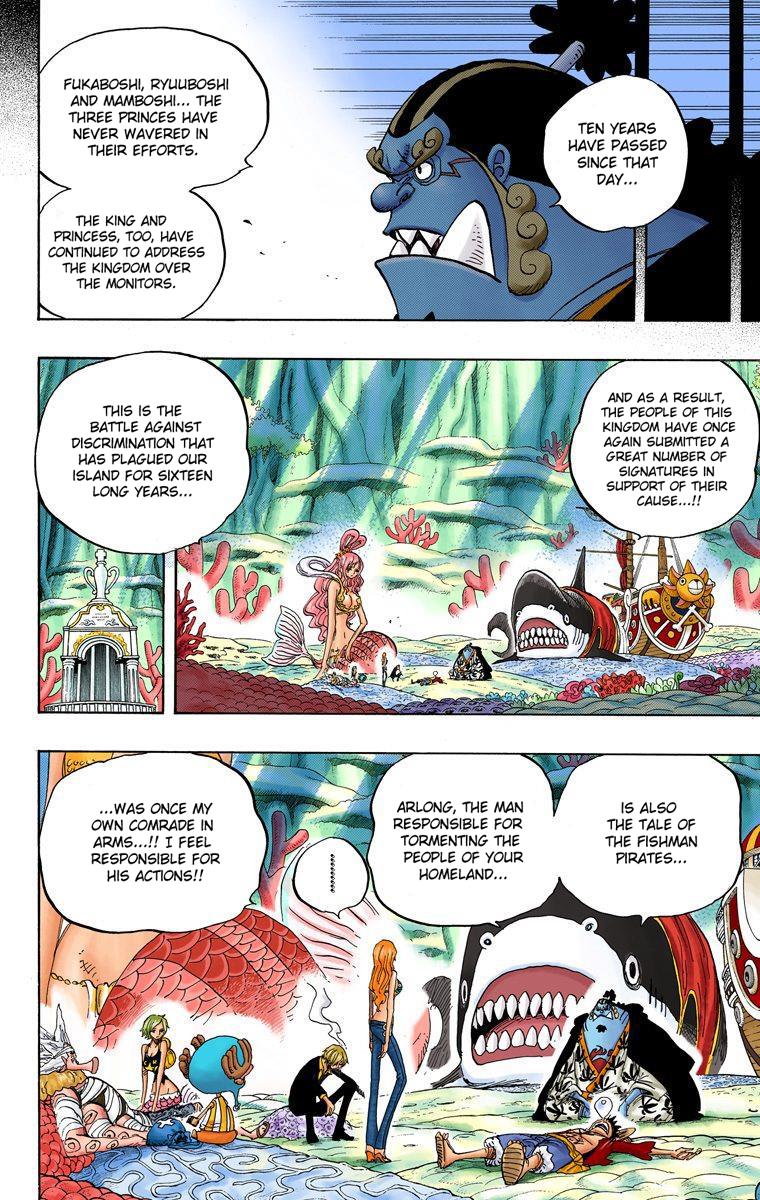 TEN YEARS
HAVE PASSED
SINCE THAT
DAY...
FUKABOSHI, RYUUBOSHI
AND MAMBOSHI... THE
THREE PRINCES HAVE
NEVER WAVERED IN
THEIR EFFORTS.
THE KING AND
PRINCESS, TOO, HAVE
CONTINUED TO ADDRESS
THE KINGDOM OVER
THE MONITORS.
AND AS A RESULT,
THE PEOPLE OF THIS
KINGDOM HAVE ONCE
AGAIN SUBMITTED A
GREAT NUMBER OF
SIGNATURES IN
SUPPORT OF THEIR
CAUSE...!!
THIS IS THE
BATTLE AGAINST
DISCRIMINATION THAT
HAS PLAGUED OUR
ISLAND FOR SIXTEEN
LONG YEARS...
IS ALSO
THE TALE OF
THE FISHMAN
PIRATES...
ARLONG, THE MAN
RESPONSIBLE FOR
TORMENTING THE
PEOPLE OF YOUR
HOMELAND...
...WAS ONCE MY
OWN COMRADE IN
ARMS...!! I FEEL
RESPONSIBLE FOR
HIS ACTIONS!!
.........